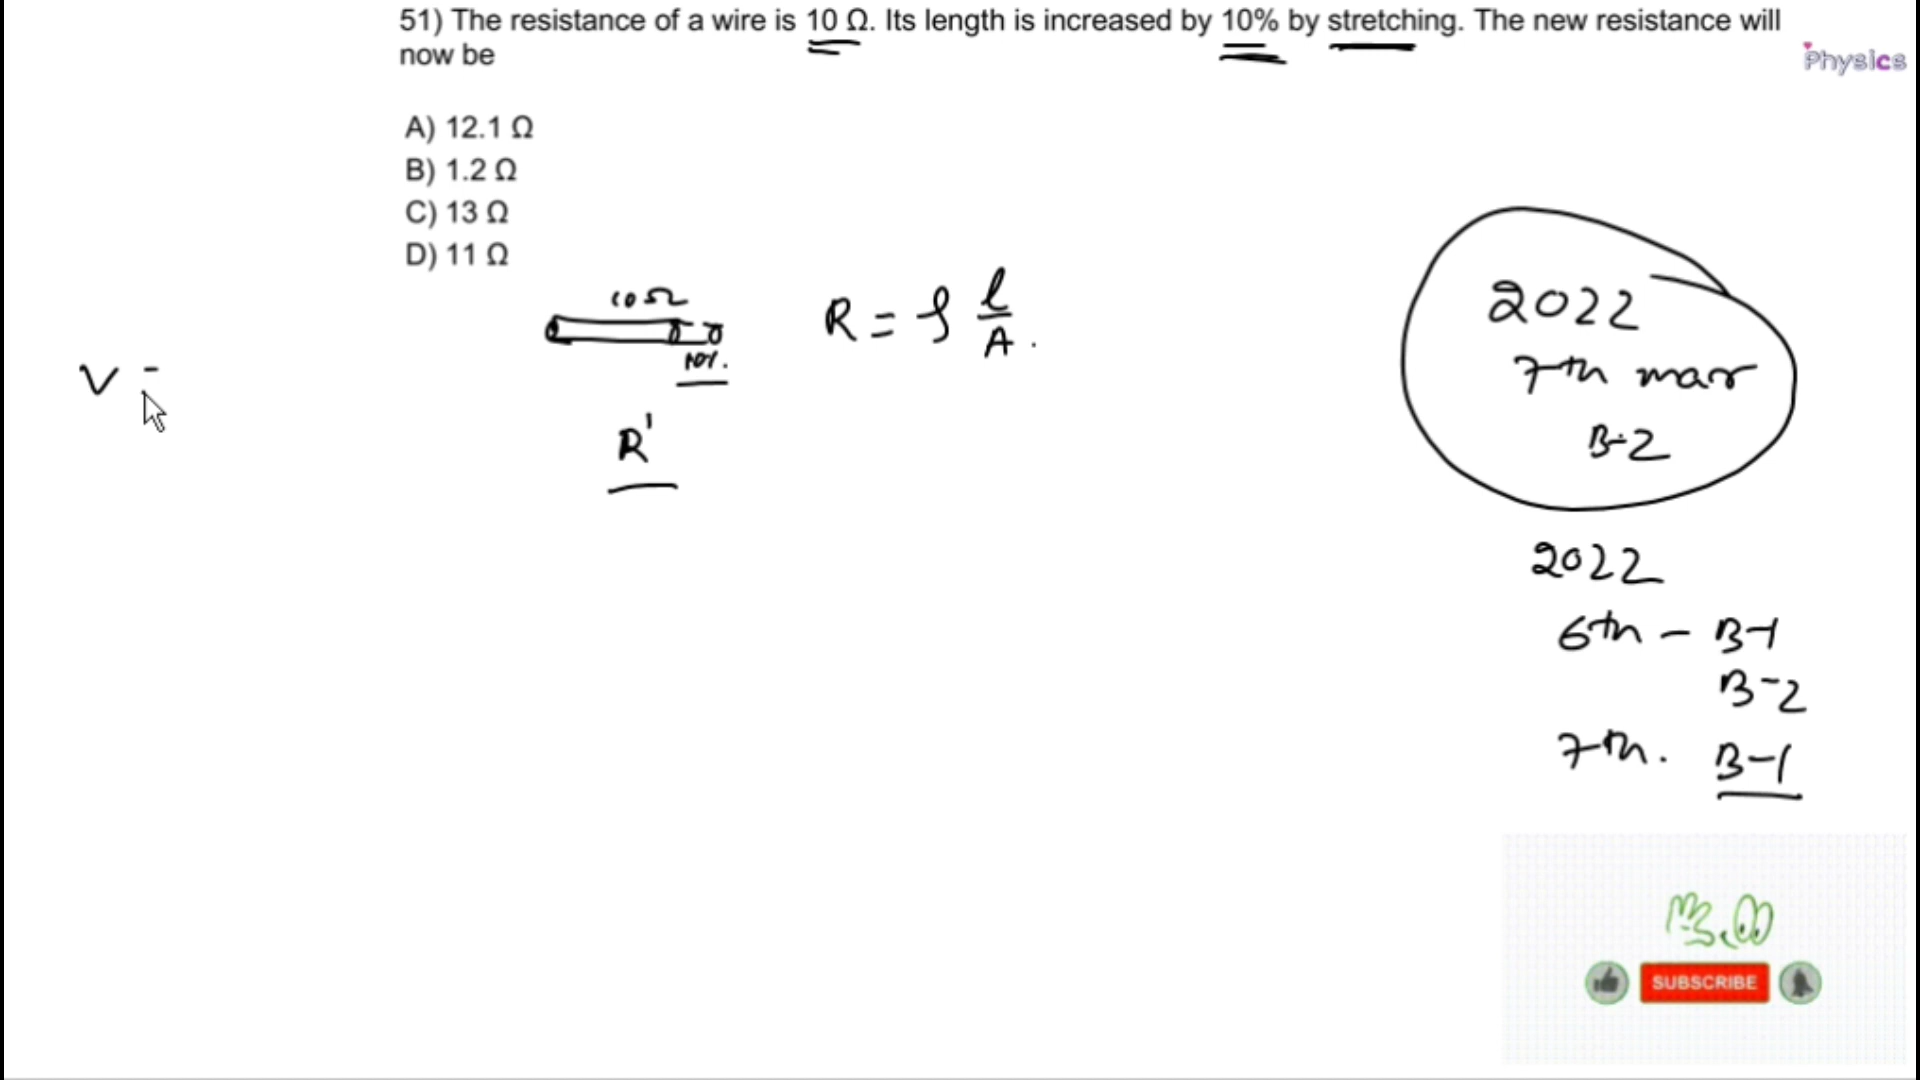 51) The resistance of a wire is 10 Ω. Its length is increased by 10% by stretching. The new resistance will
now be
Physics
A) 12.1 Ω
B) 1.2 Ω
C) 13 Ω
D) 11 Ω
10Ω
R = ρ l/A.
10%.
V =
R'
2022
7th mar
B-2
2022
6th - B-1
B-2
7th. B-1
SUBSCRIBE